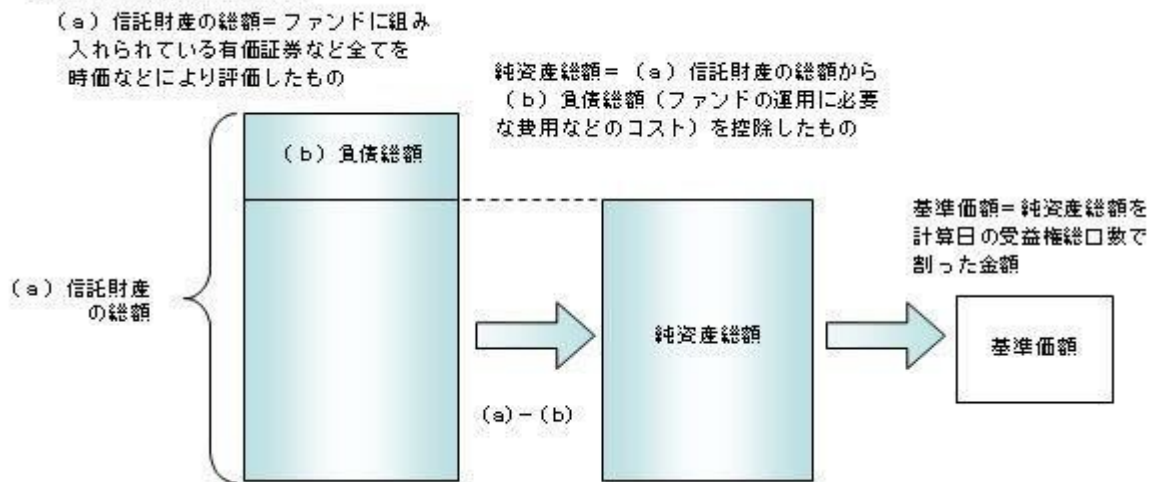 (a)信託財産の総額=ファンドに組み
入れられている有価証券など全てを
時価などにより評価したもの
純資産総額=(a)信託財産の総額から
(b)負債総額(ファンドの運用に必要
な費用などのコスト)を控除したもの
(b)負債総額
基準価額=純資産総額を
計算日の受益権総口数で
割った金額
(a)信託財産
の総額
純資産総額
基準価額
(a)-(b)